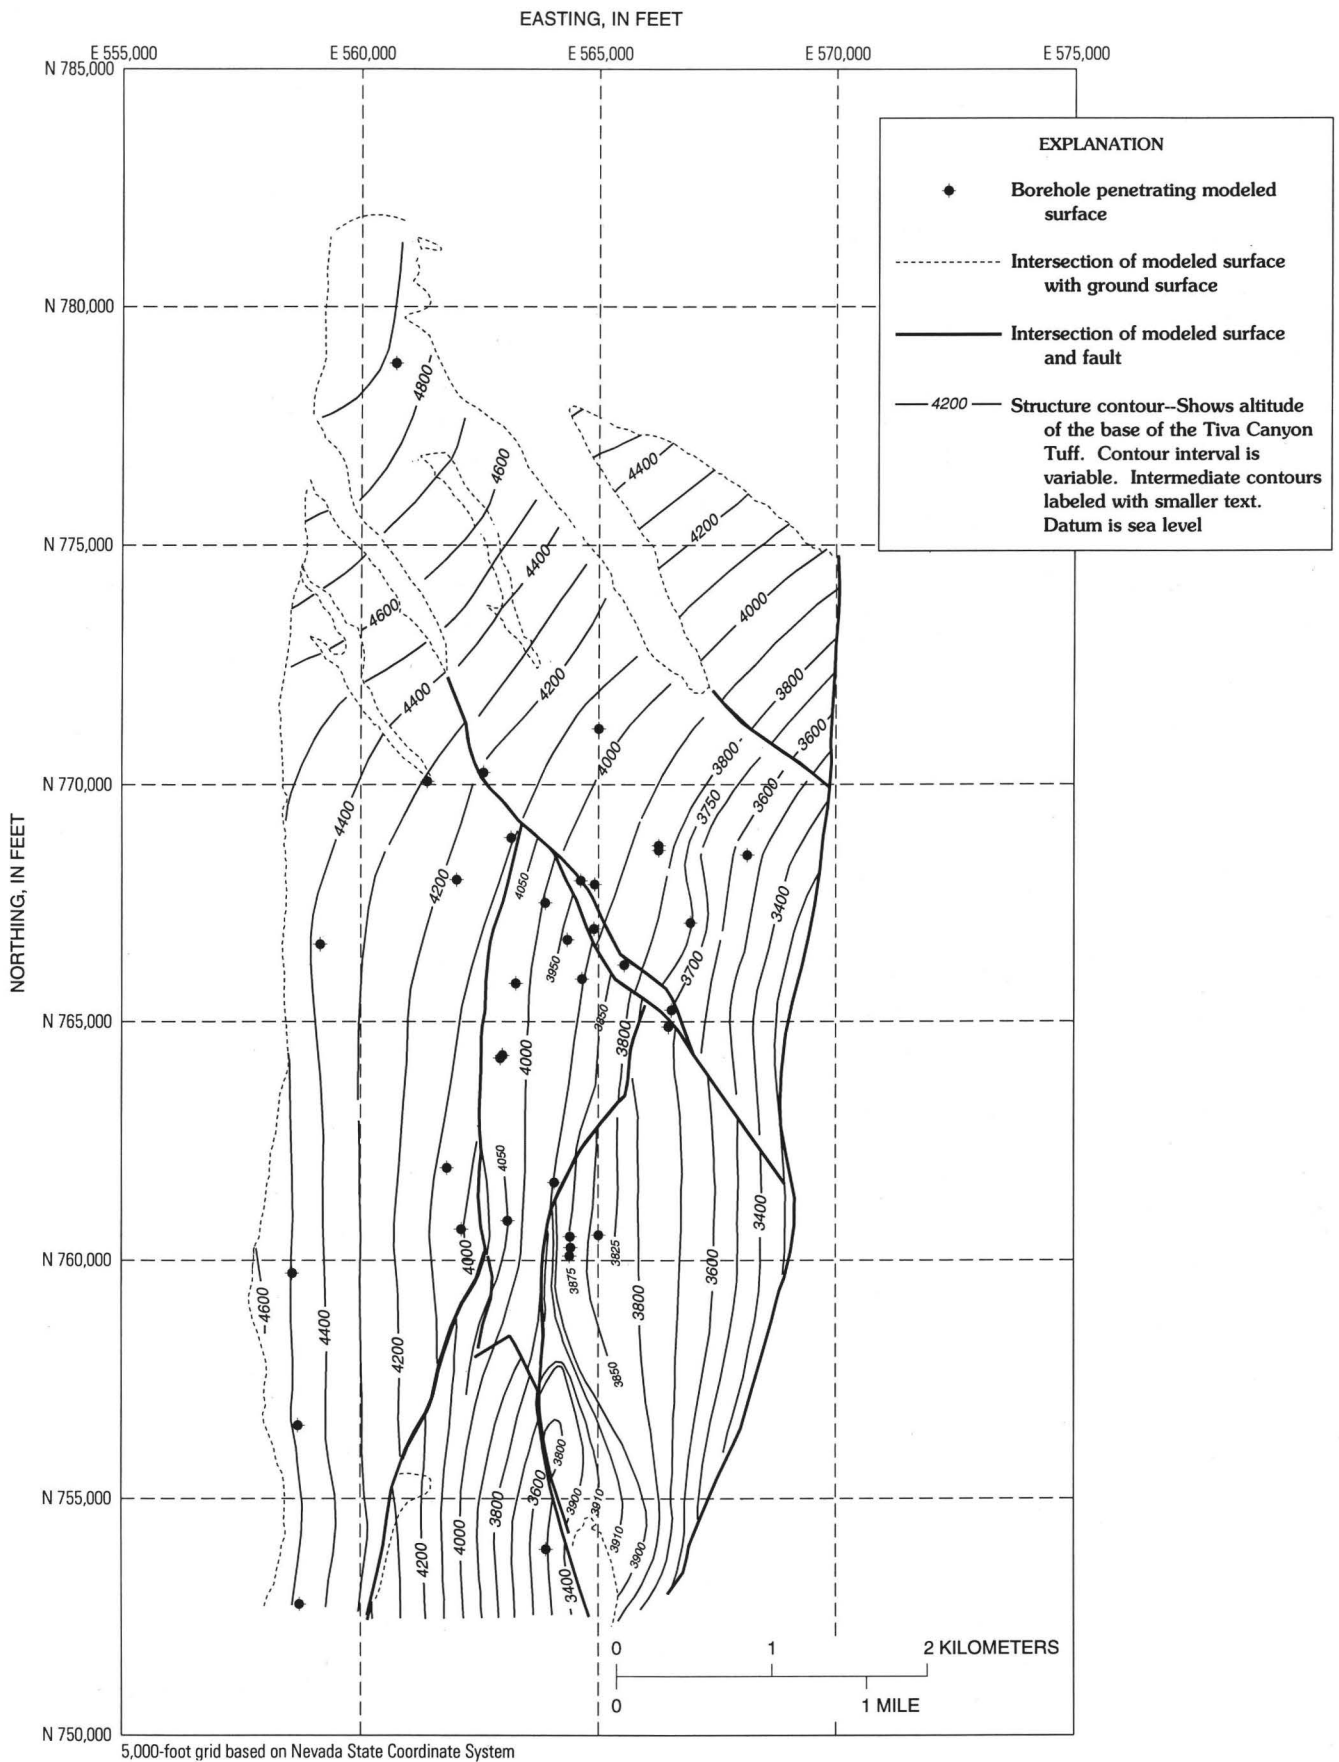 EASTING, IN FEET
E 555,000
E 560,000
E 565,000
E 570,000
E 575,000
N 785,000
EXPLANATION
Borehole penetrating modeled
surface
Intersection of modeled surface
with ground surface
Intersection of modeled surface
and fault
4200
Structure contour--Shows altitude
of the base of the Tiva Canyon
Tuff. Contour interval is
variable. Intermediate contours
labeled with smaller text.
Datum is sea level
N 780,000
4800
4600
4400
4200
N 775,000
4400
4600
4000
4400
4200
3800
3600
4000
3800
N 770,000
3750
3600
4400
NORTHING, IN FEET
4200
4050
3400
3950
3700
N 765,000
3850
3800
4000
4050
3400
N 760,000
4000
3825
3875
3600
4600
4400
3800
4200
3850
3800
N 755,000
3600
3900
3910
3800
4000
4200
3910
3900
3400
0
1
2 KILOMETERS
0
1 MILE
N 750,000
5,000-foot grid based on Nevada State Coordinate System